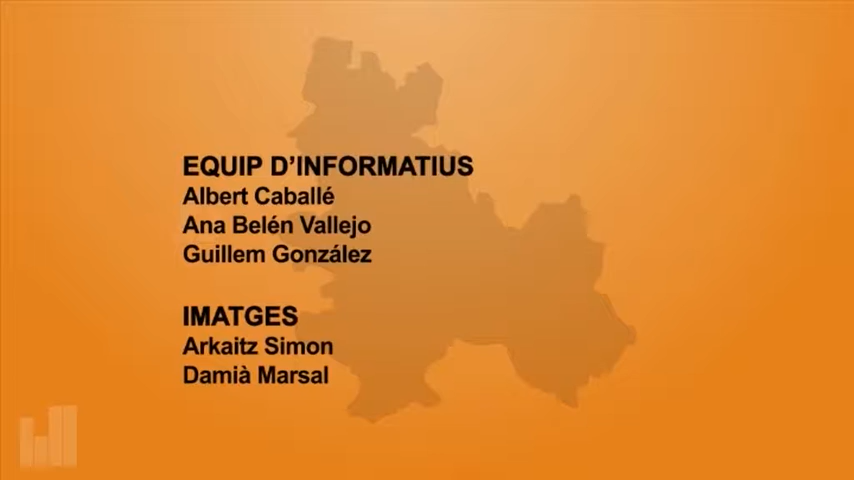 EQUIP D’INFORMATIUS
Albert Caballé
Ana Belén Vallejo
Guillem González
IMATGES
Arkaitz Simon
Damià Marsal